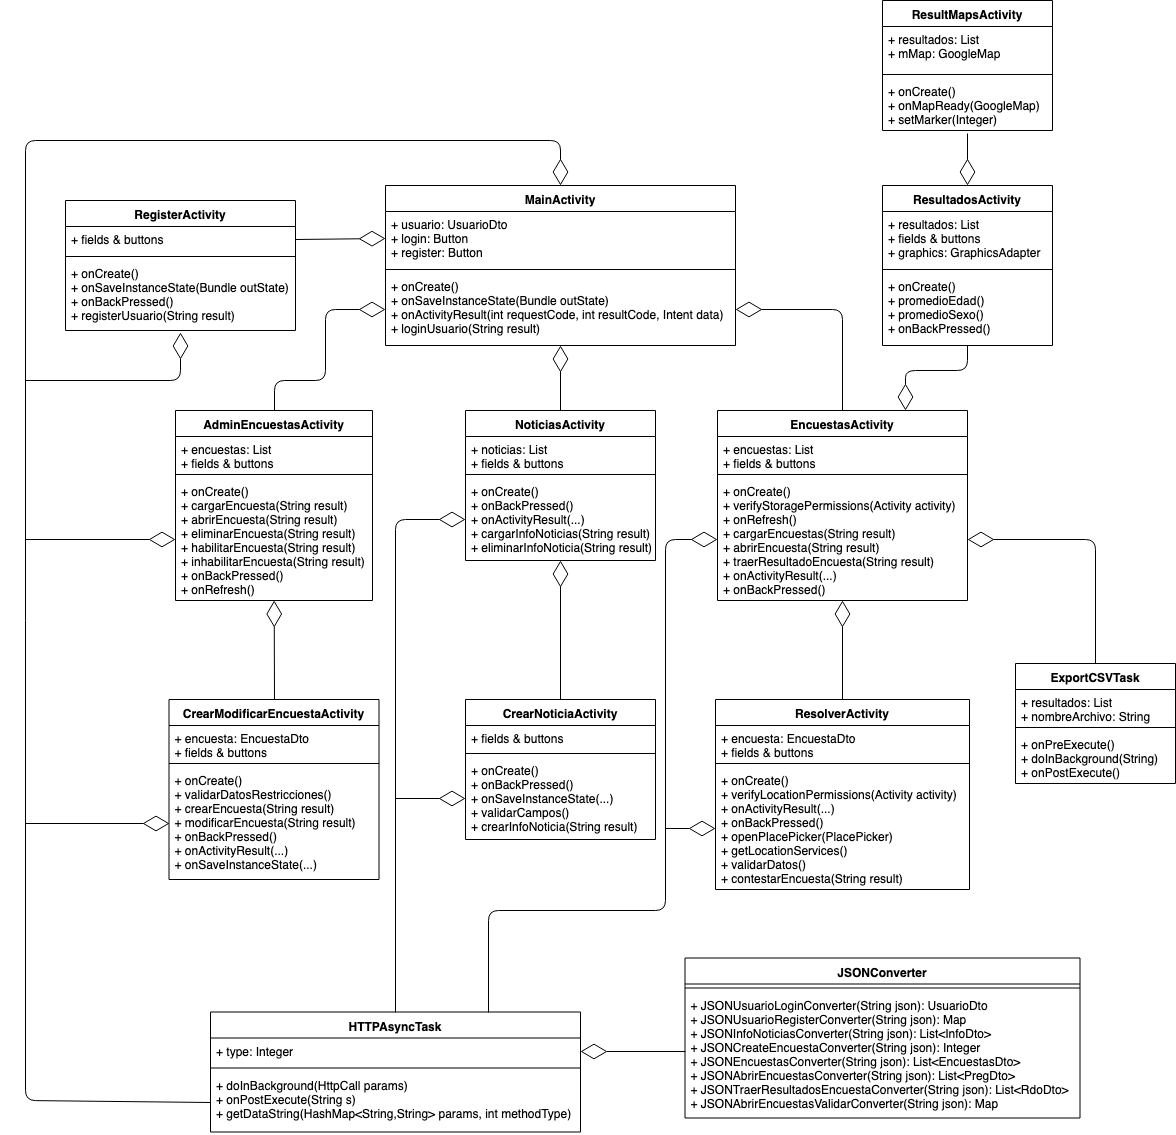 ResultMapsActivity
+ resultados: List
+ mMap: GoogleMap
+ onCreate()
+ onMapReady(GoogleMap)
+ setMarker(Integer)
RegisterActivity
+ fields & buttons
+ onCreate()
+ onSaveInstanceState(Bundle outState)
+ onBackPressed()
+ registerUsuario(String result)
MainActivity
+ usuario: UsuarioDto
+ login: Button
+ register: Button
+ onCreate()
+ onSaveInstanceState(Bundle outState)
+ onActivityResult(int requestCode, int resultCode, Intent data)
+ loginUsuario(String result)
ResultadosActivity
+ resultados: List
+ fields & buttons
+ graphics: GraphicsAdapter
+ onCreate()
+ promedioEdad()
+ promedioSexo()
+ onBackPressed()
AdminEncuestasActivity
+ encuestas: List
+ fields & buttons
+ onCreate()
+ cargarEncuesta(String result)
+ abrirEncuesta(String result)
+ eliminarEncuesta(String result)
+ habilitarEncuesta(String result)
+ inhabilitarEncuesta(String result)
+ onBackPressed()
+ onRefresh()
NoticiasActivity
+ noticias: List
+ fields & buttons
+ onCreate()
+ onBackPressed()
+ onActivityResult(...)
+ cargarInfoNoticias(String result)
+ eliminarInfoNoticia(String result)
EncuestasActivity
+ encuestas: List
+ fields & buttons
+ onCreate()
+ verifyStoragePermissions(Activity activity)
+ onRefresh()
+ cargarEncuestas(String result)
+ abrirEncuesta(String result)
+ traerResultadoEncuesta(String result)
+ onActivityResult(...)
+ onBackPressed()
ExportCSVTask
+ resultados: List
+ nombreArchivo: String
+ onPreExecute()
+ doInBackground(String)
+ onPostExecute()
CrearModificarEncuestaActivity
+ encuesta: EncuestaDto
+ fields & buttons
+ onCreate()
+ validarDatosRestricciones()
+ crearEncuesta(String result)
+ modificarEncuesta(String result)
+ onBackPressed()
+ onActivityResult(...)
+ onSaveInstanceState(...)
CrearNoticiaActivity
+ fields & buttons
+ onCreate()
+ onBackPressed()
+ onSaveInstanceState(...)
+ validarCampos()
+ crearInfoNoticia(String result)
ResolverActivity
+ encuesta: EncuestaDto
+ fields & buttons
+ onCreate()
+ verifyLocationPermissions(Activity activity)
+ onActivityResult(...)
+ onBackPressed()
+ openPlacePicker(PlacePicker)
+ getLocationServices()
+ validarDatos()
+ contestarEncuesta(String result)
HTTPAsyncTask
+ type: Integer
+ doInBackground(HttpCall params)
+ onPostExecute(String s)
+ getDataString(HashMap<String,String> params, int methodType)
JSONConverter
+ JSONUsuarioLoginConverter(String json): UsuarioDto
+ JSONUsuarioRegisterConverter(String json): Map
+ JSONInfoNoticiasConverter(String json): List<InfoDto>
+ JSONCreateEncuestaConverter(String json): Integer
+ JSONEncuestasConverter(String json): List<EncuestasDto>
+ JSONAbrirEncuestasConverter(String json): List<PregDto>
+ JSONTraerResultadosEncuestaConverter(String json): List<RdoDto>
+ JSONAbrirEncuestasValidarConverter(String json): Map